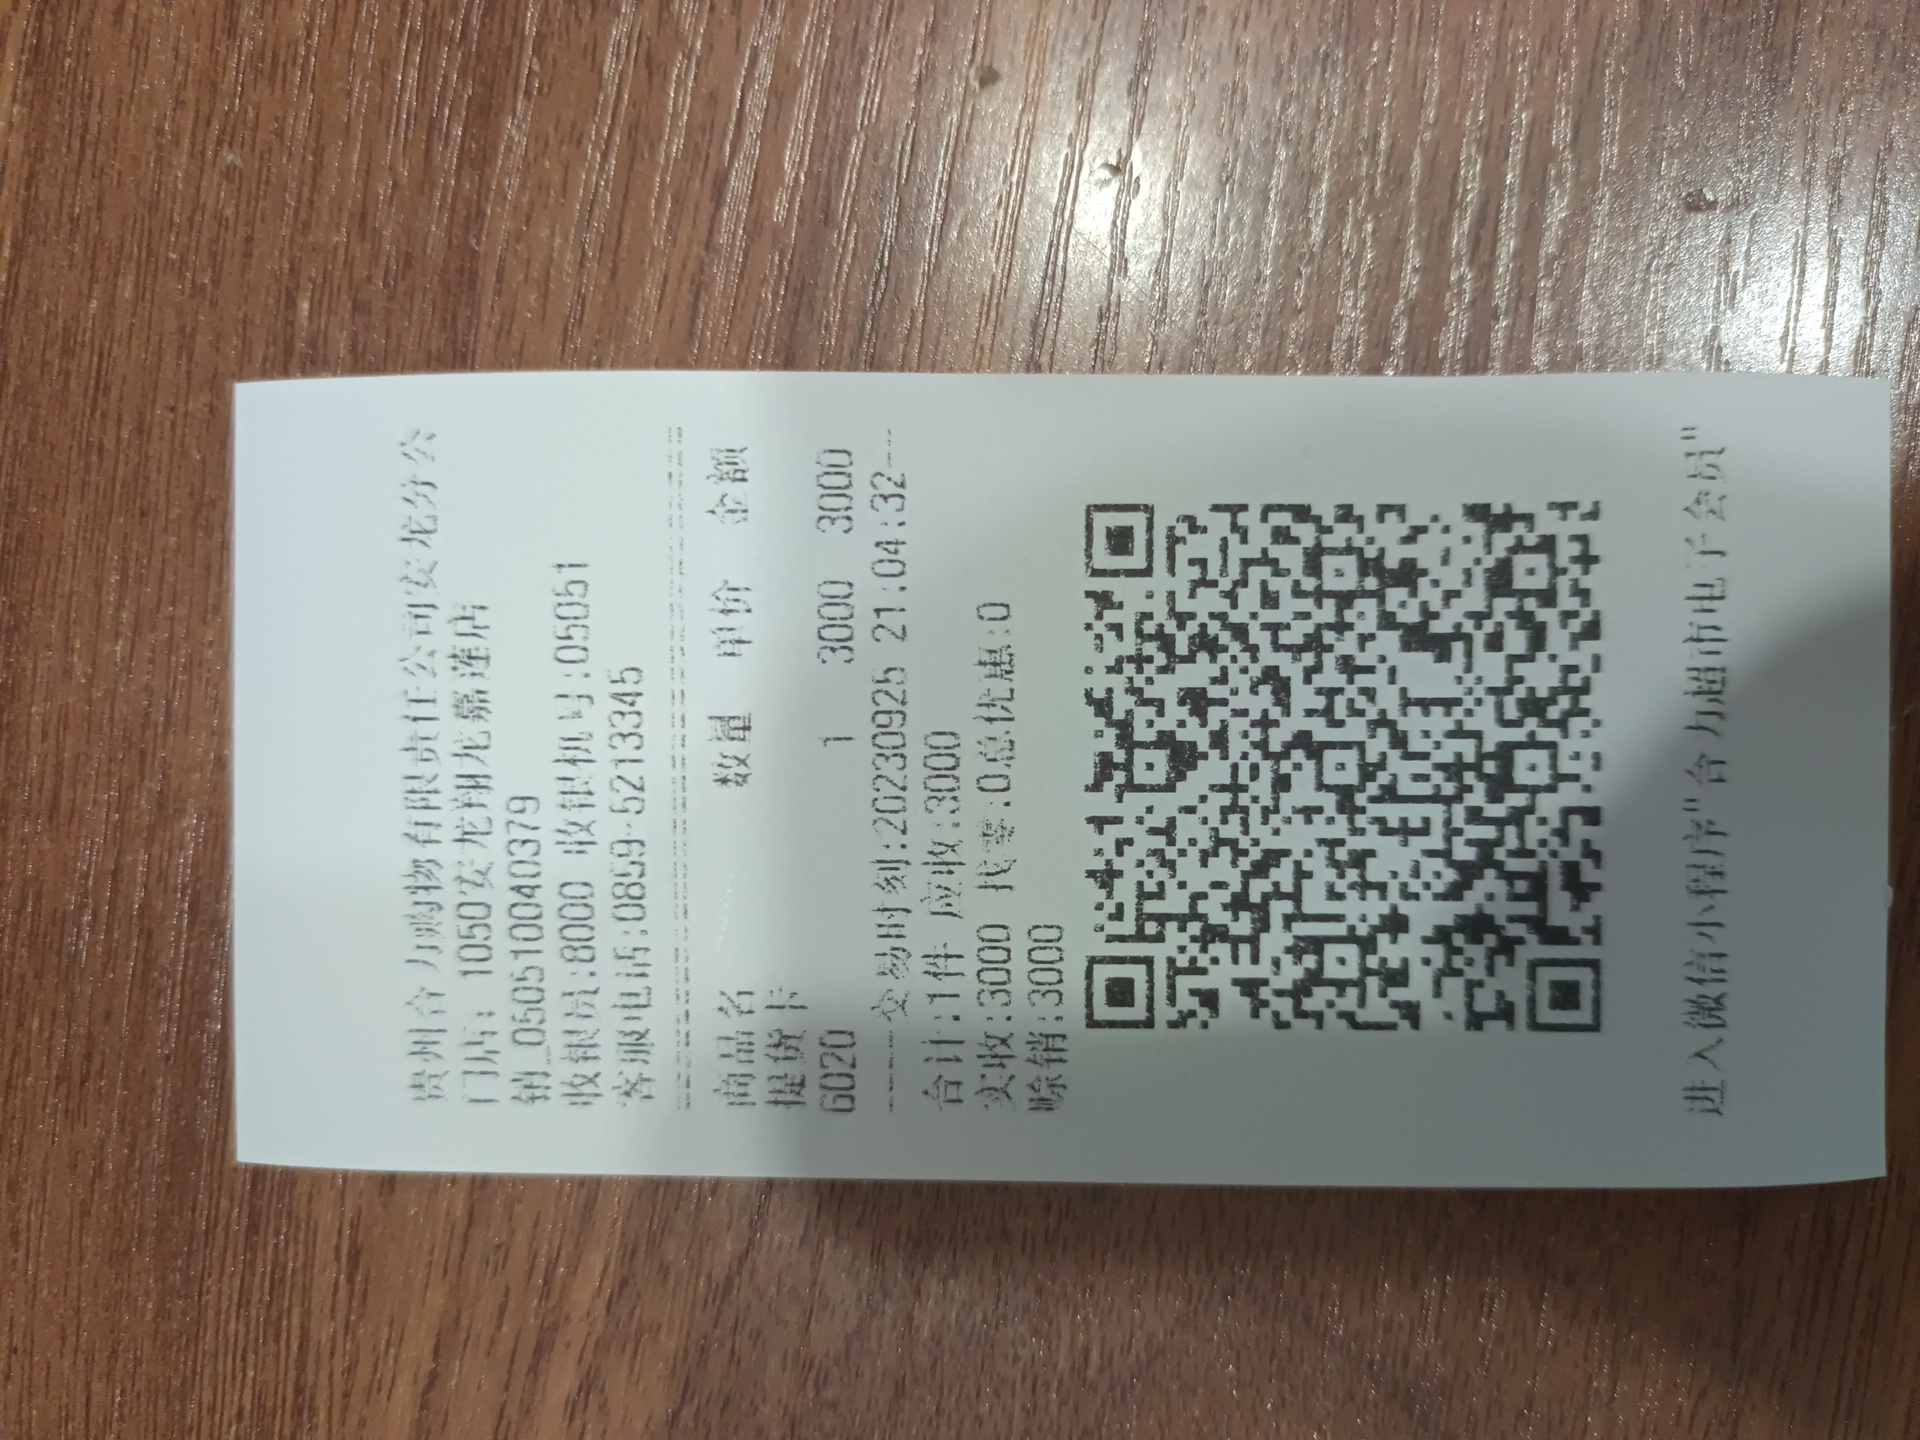 贵州合力购物有限责任公司安龙分公
门店: 1050安龙翔龙嘉莲店
销_050510040379
收银员:8000 收银机号:05051
客服电话:0859-5213345
商品名 数量 单价 金额
提货卡
6020 1 3000 3000
----交易时刻:20230925 21:04:32---
合计:1件 应收:3000
实收:3000 找零:0总优惠:0
赊销:3000
进入微信小程序"合力超市电子会员"